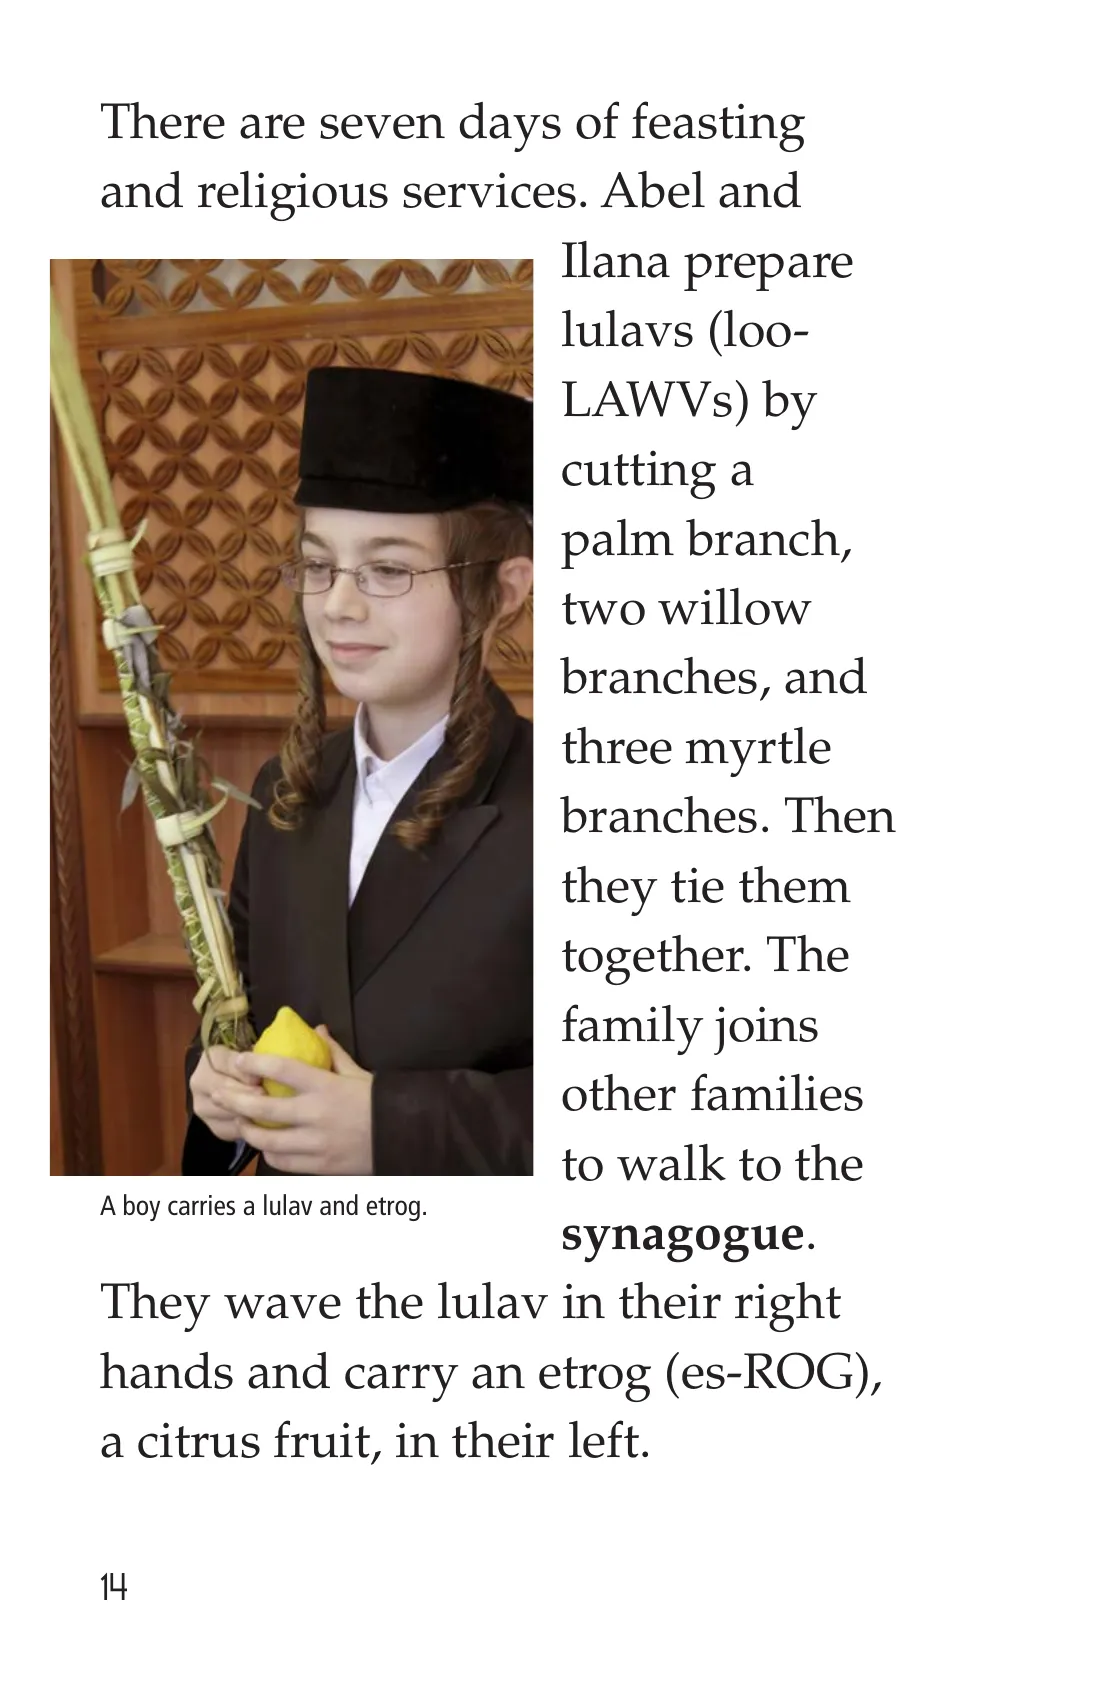 There are seven days of feasting
and religious services. Abel and
Ilana prepare
lulavs (loo-
LAWVs) by
cutting a
palm branch,
two willow
branches, and
three myrtle
branches. Then
they tie them
together. The
family joins
other families
to walk to the
synagogue.
They wave the lulav in their right
hands and carry an etrog (es-ROG),
a citrus fruit, in their left.
A boy carries a lulav and etrog.
14